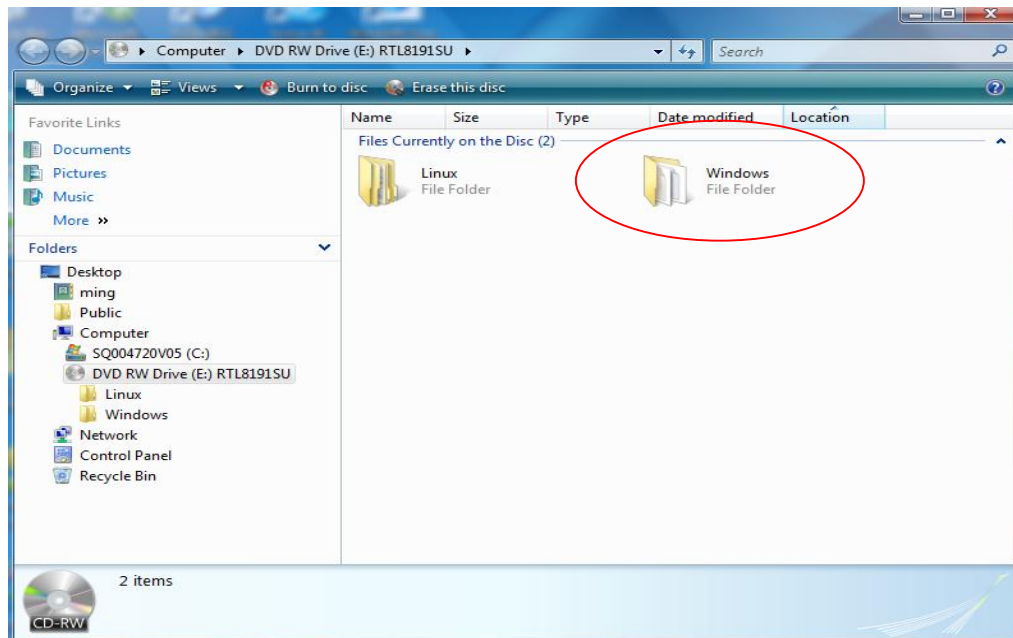 Computer DVD RW Drive (E:) RTL8191SU Search
Organize Views Burn to disc Erase this disc
Favorite Links
Documents
Pictures
Music
More »
Folders
Desktop
ming
Public
Computer
SQ004720V05 (C:)
DVD RW Drive (E:) RTL8191SU
Linux
Windows
Network
Control Panel
Recycle Bin
Name Size Type Date modified Location
Files Currently on the Disc (2)
Linux
File Folder
Windows
File Folder
2 items
CD-RW